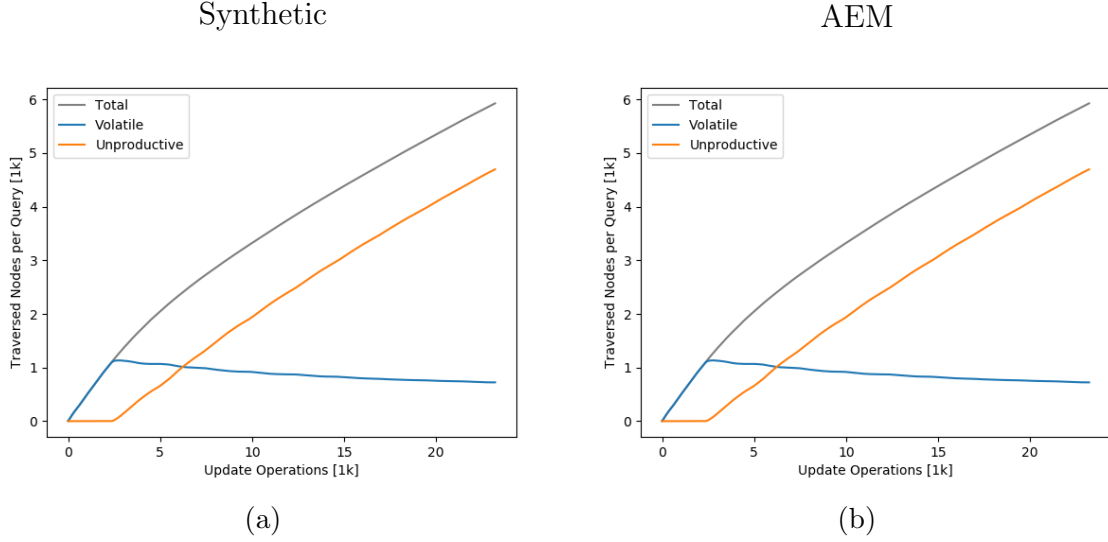 Synthetic
AEM
6
5
4
3
2
1
0
Traversed Nodes per Query [1k]
Total
Volatile
Unproductive
0
5
10
15
20
Update Operations [1k]
(a)
6
5
4
3
2
1
0
Traversed Nodes per Query [1k]
Total
Volatile
Unproductive
0
5
10
15
20
Update Operations [1k]
(b)